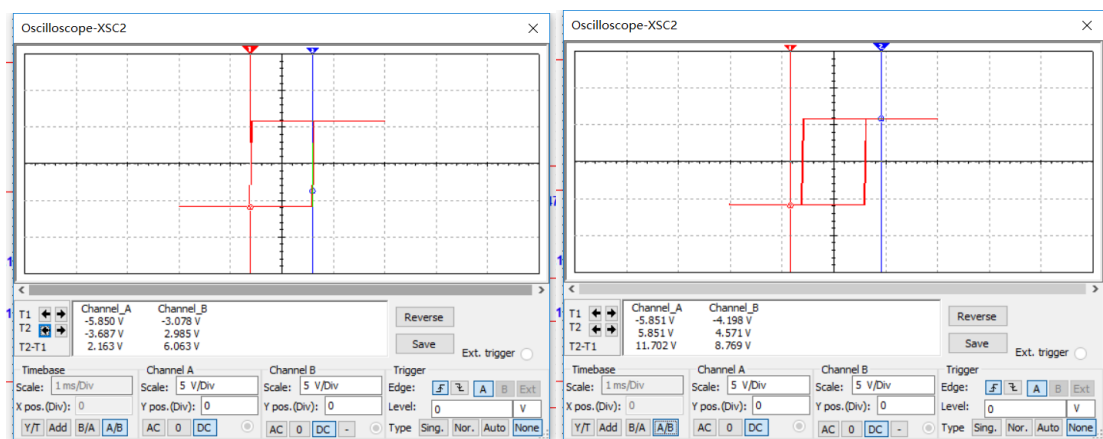 Oscilloscope-XSC2
T1 Channel_A Channel_B
-5.850 V -3.078 V
T2 -3.687 V 2.985 V
T2-T1 2.163 V 6.063 V
Reverse
Save
Ext. trigger
Timebase Channel A Channel B Trigger
Scale: 1 ms/Div Scale: 5 V/Div Scale: 5 V/Div Edge: A B Ext
X pos.(Div): 0 Y pos.(Div): 0 Y pos.(Div): 0 Level: 0 V
Y/T Add B/A A/B AC 0 DC AC 0 DC - Type Sing. Nor. Auto None
Oscilloscope-XSC2
T1 Channel_A Channel_B
-5.851 V -4.198 V
T2 5.851 V 4.571 V
T2-T1 11.702 V 8.769 V
Reverse
Save
Ext. trigger
Timebase Channel A Channel B Trigger
Scale: 1 ms/Div Scale: 5 V/Div Scale: 5 V/Div Edge: A B Ext
X pos.(Div): 0 Y pos.(Div): 0 Y pos.(Div): 0 Level: 0 V
Y/T Add B/A A/B AC 0 DC AC 0 DC - Type Sing. Nor. Auto None